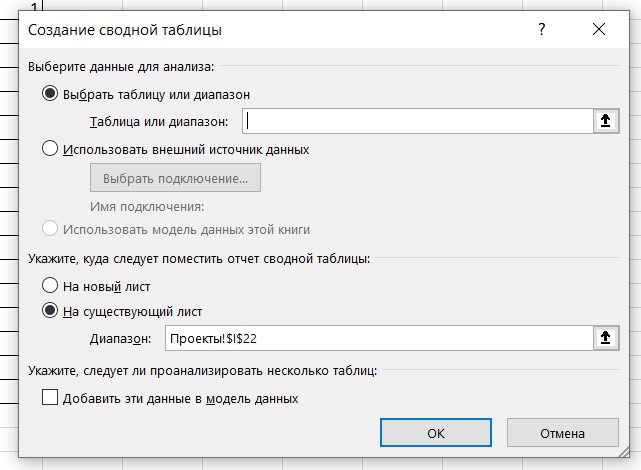 1
Создание сводной таблицы
?
Выберите данные для анализа:
Выбрать таблицу или диапазон
Таблица или диапазон:
Использовать внешний источник данных
Выбрать подключение...
Имя подключения:
Использовать модель данных этой книги
Укажите, куда следует поместить отчет сводной таблицы:
На новый лист
На существующий лист
Диапазон: Проекты!$I$22
Укажите, следует ли проанализировать несколько таблиц:
Добавить эти данные в модель данных
ОК Отмена